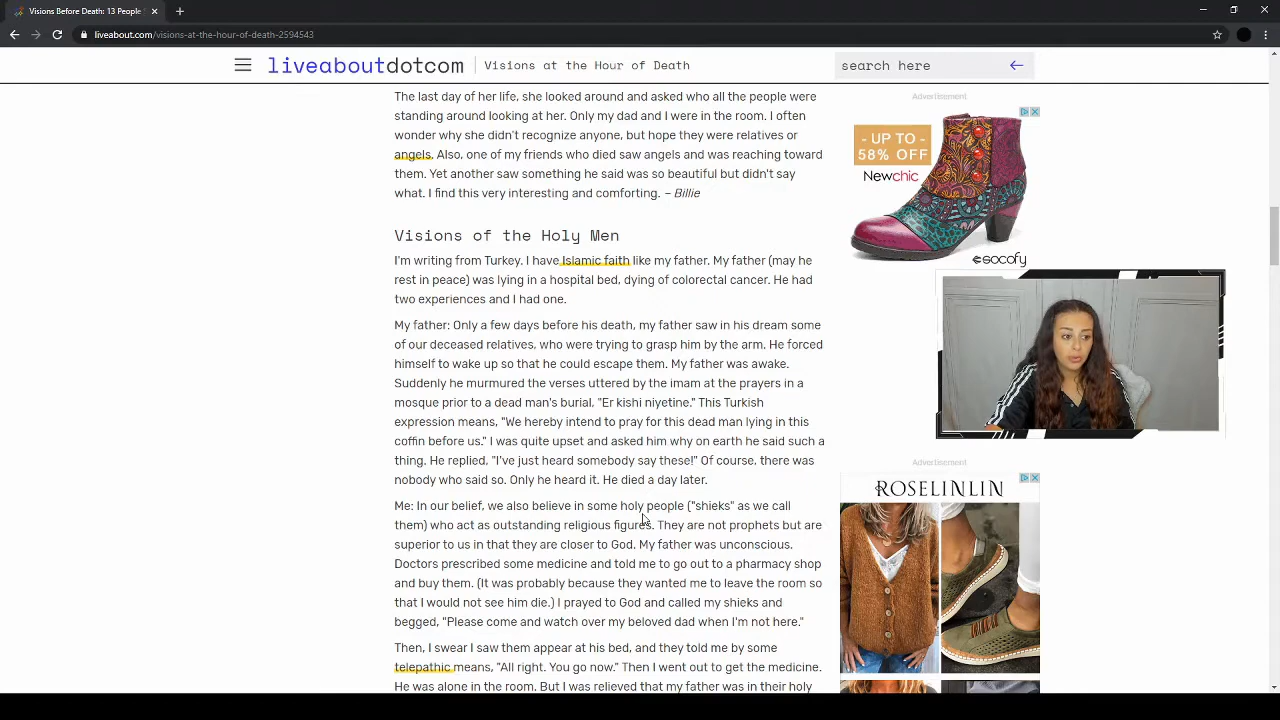 Visions Before Death: 13 People
liveabout.com/visions-at-the-hour-of-death-2594543
liveaboutdotcom
Visions at the Hour of Death
search here
The last day of her life, she looked around and asked who all the people were
standing around looking at her. Only my dad and I were in the room. I often
wonder why she didn't recognize anyone, but hope they were relatives or
angels. Also, one of my friends who died saw angels and was reaching toward
them. Yet another saw something he said was so beautiful but didn't say
what. I find this very interesting and comforting. – Billie
Visions of the Holy Men
I'm writing from Turkey. I have Islamic faith like my father. My father (may he
rest in peace) was lying in a hospital bed, dying of colorectal cancer. He had
two experiences and I had one.
My father: Only a few days before his death, my father saw in his dream some
of our deceased relatives, who were trying to grasp him by the arm. He forced
himself to wake up so that he could escape them. My father was awake.
Suddenly he murmured the verses uttered by the imam at the prayers in a
mosque prior to a dead man's burial, "Er kishi niyetine." This Turkish
expression means, "We hereby intend to pray for this dead man lying in this
coffin before us." I was quite upset and asked him why on earth he said such a
thing. He replied, "I've just heard somebody say these!" Of course, there was
nobody who said so. Only he heard it. He died a day later.
Me: In our belief, we also believe in some holy people ("shieks" as we call
them) who act as outstanding religious figures. They are not prophets but are
superior to us in that they are closer to God. My father was unconscious.
Doctors prescribed some medicine and told me to go out to a pharmacy shop
and buy them. (It was probably because they wanted me to leave the room so
that I would not see him die.) I prayed to God and called my shieks and
begged, "Please come and watch over my beloved dad when I'm not here."
Then, I swear I saw them appear at his bed, and they told me by some
telepathic means, "All right. You go now." Then I went out to get the medicine.
He was alone in the room. But I was relieved that my father was in their holy
Advertisement
- UP TO -
58% OFF
Newchic
SOCOFY
Advertisement
ROSELINLIN